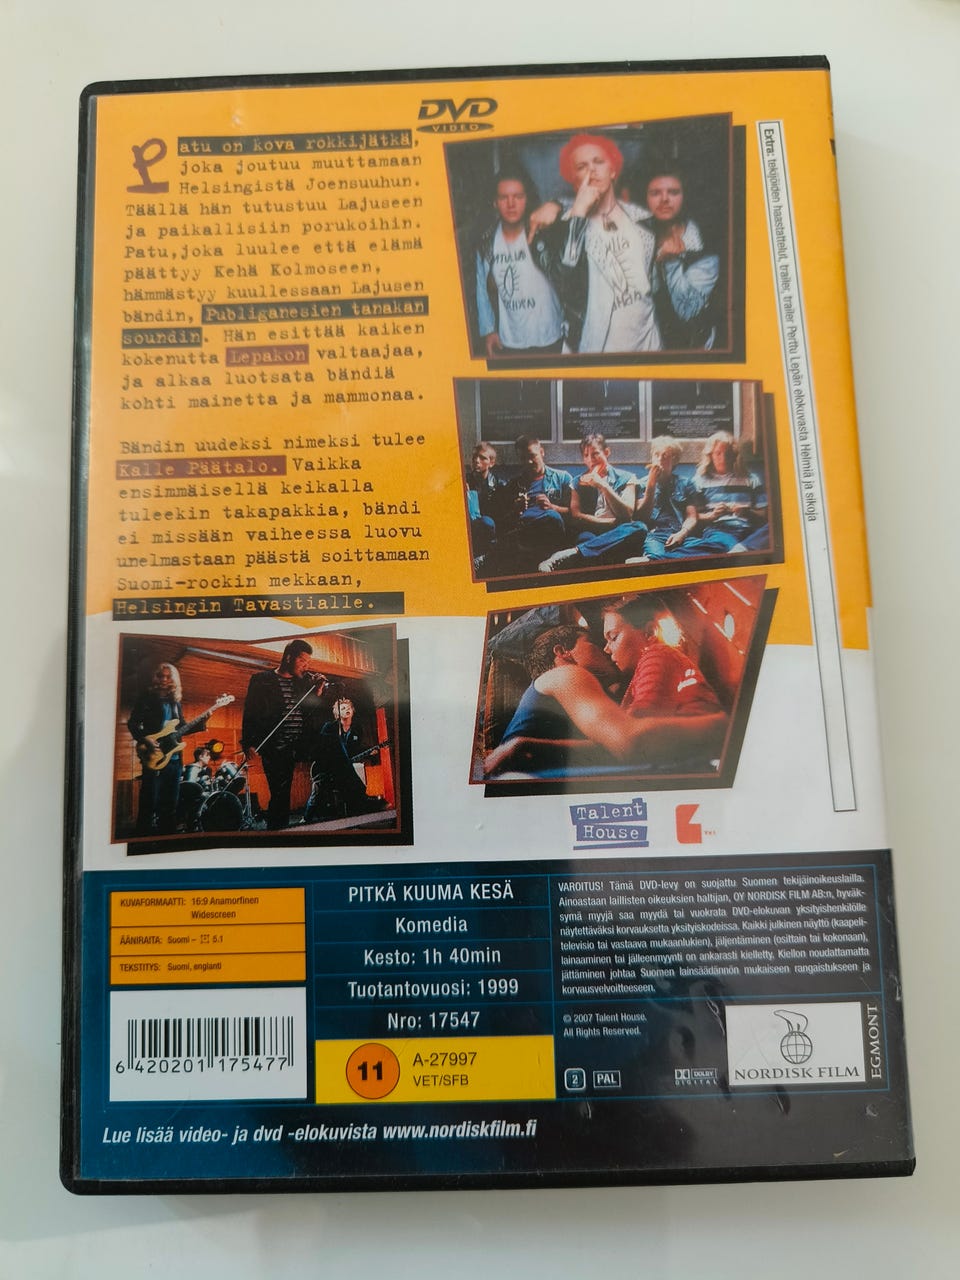 DVD
VIDEO
Patu on kova rokkijätkä,
joka joutuu muuttamaan
Helsingistä Joensuuhun.
Täällä hän tutustuu Lajuseen
ja paikallisiin porukoihin.
Patu,joka luulee että elämä
päättyy Kehä Kolmoseen,
hämmästyy kuullessaan Lajusen
bändin, Publiganesien tanakan
soundin. Hän esittää kaiken
kokenutta Lepakon valtaajaa,
ja alkaa luotsata bändiä
kohti mainetta ja mammonaa.
Bändin uudeksi nimeksi tulee
Kalle Päätalo. Vaikka
ensimmäisellä keikalla
tuleekin takapakkia, bändi
ei missään vaiheessa luovu
unelmastaan päästä soittamaan
Suomi-rockin mekkaan,
Helsingin Tavastialle.
Extra: tekijöiden haastattelut, trailer, trailer Perttu Lepän elokuvasta Helmiä ja sikoja
Talent
House
KUVAFORMAATTI: 16:9 Anamorfinen
Widescreen
ÄÄNIRAITA: Suomi – 5.1
TEKSTITYS: Suomi, englanti
6 420201 175477
PITKÄ KUUMA KESÄ
Komedia
Kesto: 1h 40min
Tuotantovuosi: 1999
Nro: 17547
11
A-27997
VET/SFB
VAROITUS! Tämä DVD-levy on suojattu Suomen tekijäinoikeuslailla.
Ainoastaan laillisten oikeuksien haltijan, OY NORDISK FILM AB:n, hyväk-
symä myyjä saa myydä tai vuokrata DVD-elokuvan yksityishenkilölle
näytettäväksi korvauksetta yksityiskodeissa. Kaikki julkinen näyttö (kaapeli-
televisio tai vastaava mukaanlukien), jäljentäminen (osittain tai kokonaan),
lainaaminen tai jälleenmyynti on ankarasti kielletty. Kiellon noudattamatta
jättäminen johtaa Suomen lainsäädännön mukaiseen rangaistukseen ja
korvausvelvoitteeseen.
© 2007 Talent House.
All Rights Reserved.
2 PAL
DOLBY
DIGITAL
NORDISK FILM
EGMONT
Lue lisää video- ja dvd -elokuvista www.nordiskfilm.fi